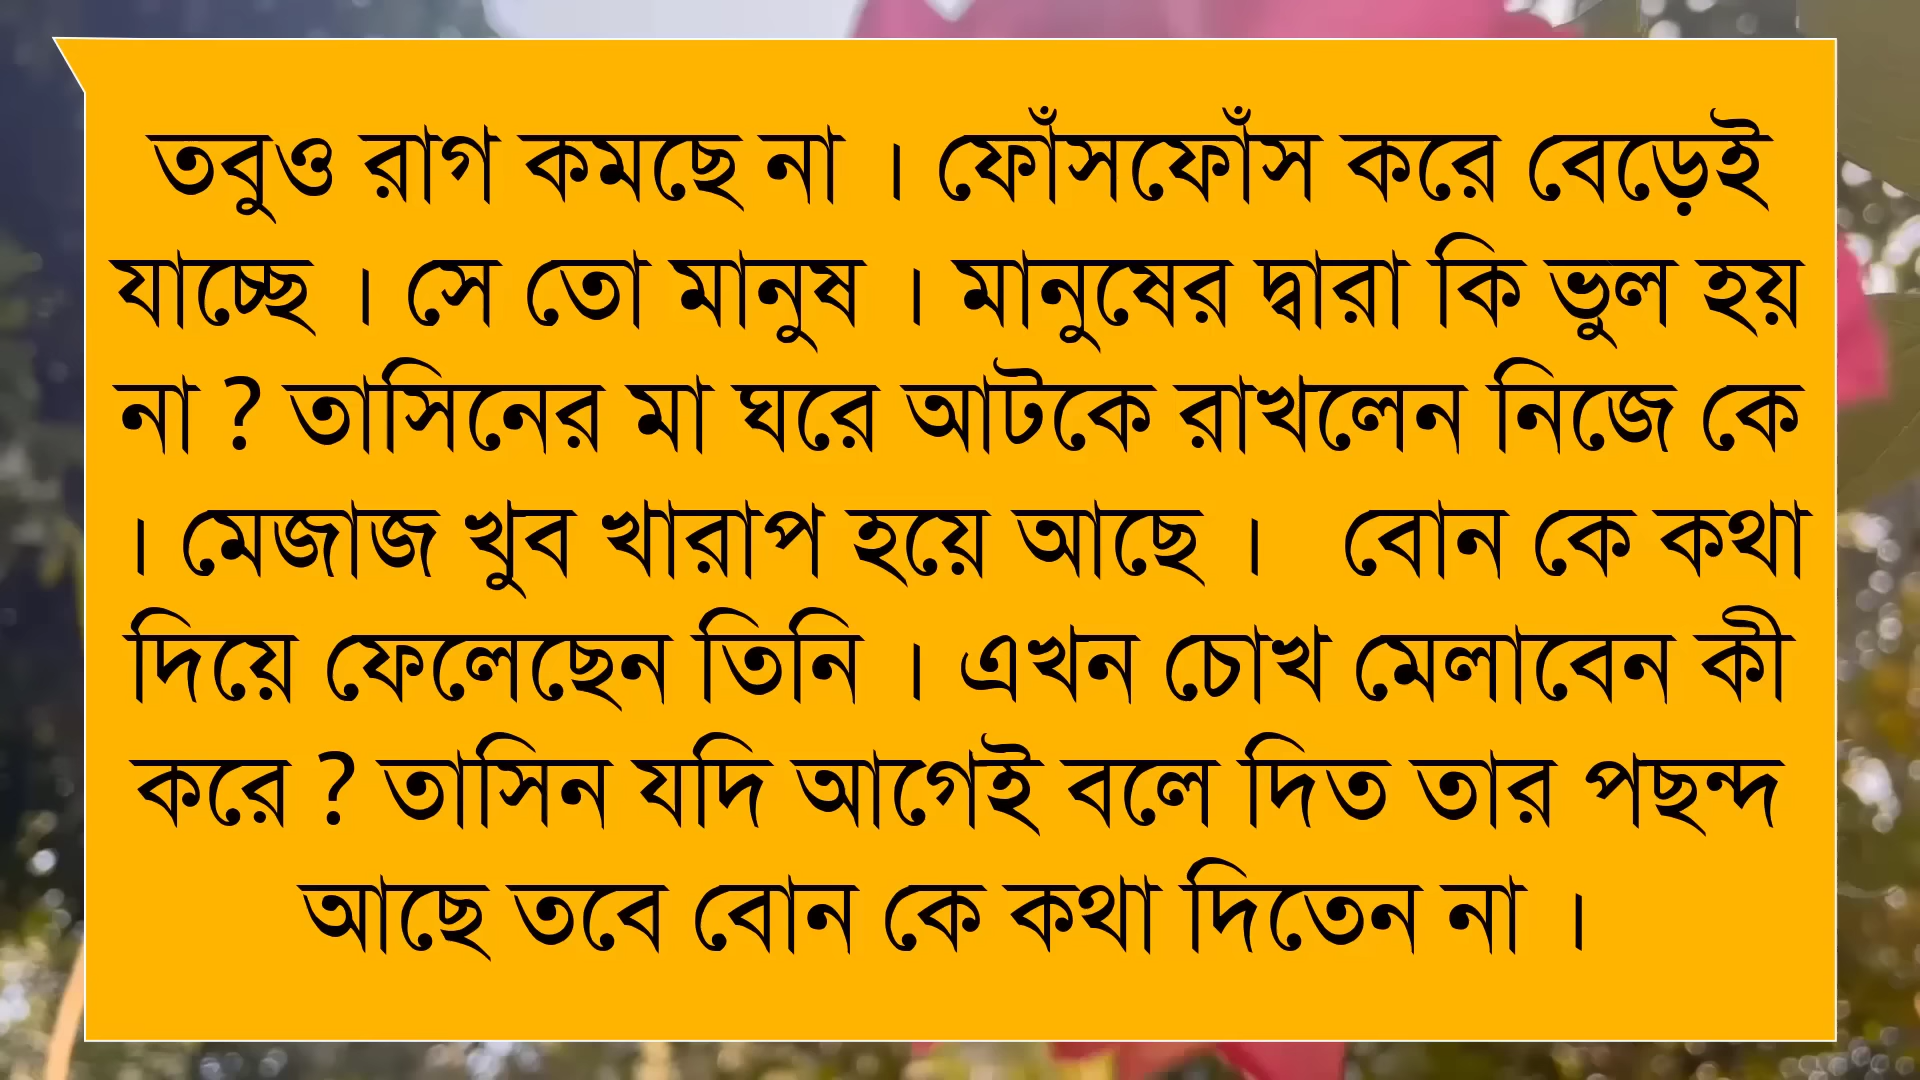 তবুও রাগ কমছে না । ফোঁসফোঁস করে বেড়েই
যাচ্ছে । সে তো মানুষ । মানুষের দ্বারা কি ভুল হয়
না ? তাসিনের মা ঘরে আটকে রাখলেন নিজে কে
। মেজাজ খুব খারাপ হয়ে আছে ।   বোন কে কথা
দিয়ে ফেলেছেন তিনি । এখন চোখ মেলাবেন কী
করে ? তাসিন যদি আগেই বলে দিত তার পছন্দ
আছে তবে বোন কে কথা দিতেন না ।